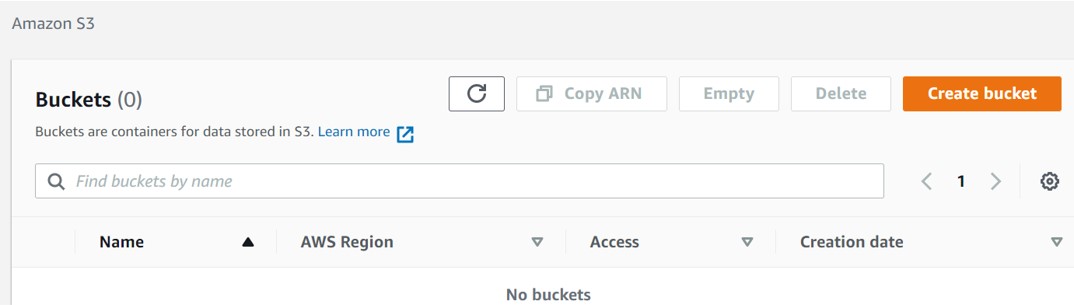 Amazon S3
Buckets (0)
Copy ARN
Empty
Delete
Create bucket
Buckets are containers for data stored in S3. Learn more
Find buckets by name
1
Name
AWS Region
Access
Creation date
No buckets